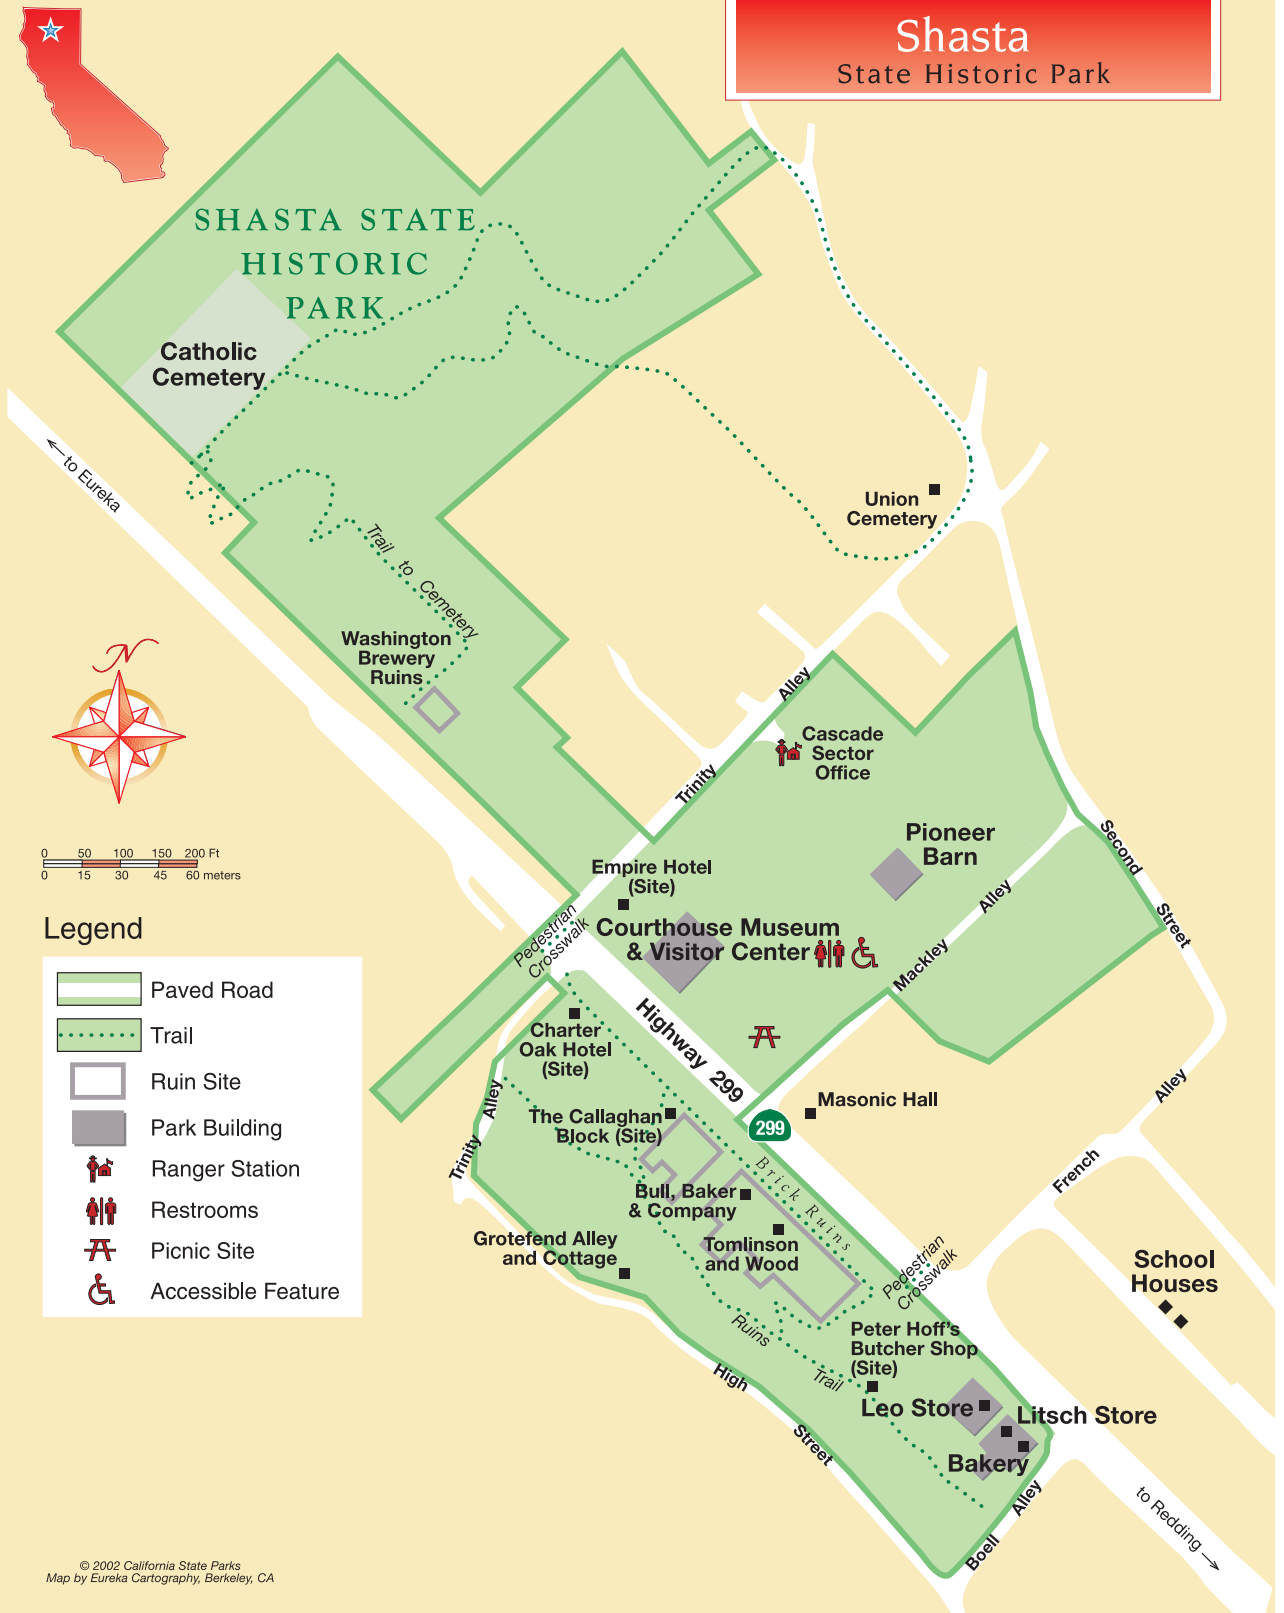 Shasta
State Historic Park
SHASTA STATE
HISTORIC
PARK
Catholic
Cemetery
to Eureka
Union
Cemetery
Trail to Cemetery
Washington
Brewery
Ruins
N
Alley
Trinity
Cascade
Sector
Office
Pioneer
Barn
Second
Street
Alley
Mackley
Empire Hotel
(Site)
Courthouse Museum
& Visitor Center
Pedestrian
Crosswalk
0 50 100 150 200 Ft
0 15 30 45 60 meters
Legend
Paved Road
Trail
Ruin Site
Park Building
Ranger Station
Restrooms
Picnic Site
Accessible Feature
Highway 299
299
Charter
Oak Hotel
(Site)
Alley
Trinity
The Callaghan
Block (Site)
Masonic Hall
Brick Ruins
Bull, Baker
& Company
Tomlinson
and Wood
Grotefend Alley
and Cottage
Alley
French
Pedestrian
Crosswalk
School
Houses
Ruins
Trail
Peter Hoff's
Butcher Shop
(Site)
High
Street
Leo Store
Litsch Store
Bakery
Alley
Boell
to Redding
© 2002 California State Parks
Map by Eureka Cartography, Berkeley, CA